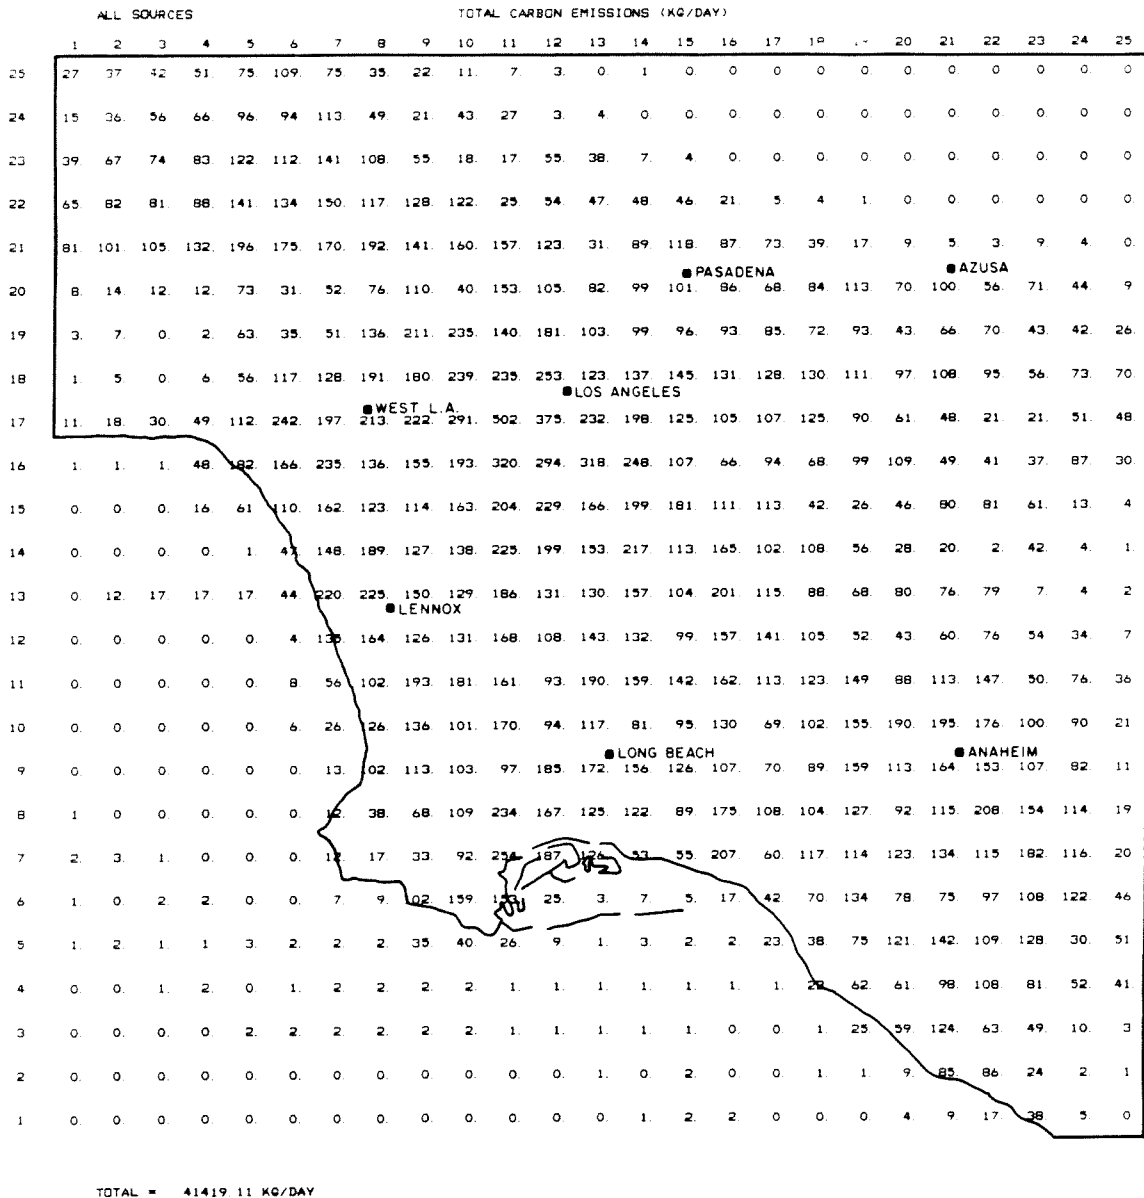 ALL SOURCES TOTAL CARBON EMISSIONS (KG/DAY)
1 2 3 4 5 6 7 8 9 10 11 12 13 14 15 16 17 18 20 21 22 23 24 25
25 27 37 42 51. 75. 109. 75. 35. 22. 11. 7. 3. 0. 1 0. 0 0 0. 0. 0. 0. 0 0. 0. 0
24 15 36. 56 66. 96. 94 113. 49. 21. 43. 27 3. 4 0. 0. 0. 0. 0. 0. 0. 0. 0. 0. 0. 0
23 39. 67 74 83. 122. 112. 141 108. 55. 18. 17. 55. 38. 7. 4. 0. 0. 0. 0. 0. 0. 0. 0. 0. 0
22 65. 82 81. 88. 141. 134 150. 117. 128. 122. 25. 54. 47. 48 46. 21. 5. 4 1. 0. 0. 0. 0. 0. 0
21 81. 101. 105. 132. 196. 175. 170. 192. 141. 160. 157. 123. 31. 89. 118. 87. 73. 39. 17. 9. 5. 3. 9. 4. 0.
PASADENA AZUSA
20 8. 14. 12. 12. 73. 31. 52. 76. 110. 40. 153. 105. 82. 99 101. 86. 68. 84. 113. 70. 100. 56. 71. 44. 9
19 3. 7. 0. 2. 63. 35. 51. 136. 211. 235. 140. 181. 103. 99. 96. 93. 85. 72. 93. 43. 66. 70. 43. 42. 26.
18 1. 5 0. 6. 56. 117. 128. 191. 180. 239. 235. 253. 123. 137. 145. 131. 128. 130. 111. 97. 108. 95. 56. 73. 70.
LOS ANGELES
WEST L.A.
17 11. 18. 30. 49. 112. 242. 197. 213. 222. 291. 502. 375. 232. 198. 125. 105. 107. 125. 90. 61. 48. 21. 21. 51. 48
16 1. 1. 1. 48. 182. 166. 235. 136. 155. 193. 320. 294. 318. 248. 107. 66. 94. 68. 99 109. 49. 41 37. 87. 30.
15 0. 0. 0. 16. 61 110. 162. 123. 114. 163. 204. 229. 166. 199. 181. 111. 113. 42. 26. 46. 80. 81. 61. 13. 4
14 0. 0. 0. 0. 1. 47. 148. 189. 127. 138. 225. 199. 153. 217. 113. 165. 102. 108. 56. 28. 20. 2. 42. 4. 1.
13 0. 12. 17. 17. 17. 44. 220. 225. 150. 129. 186. 131. 130. 157. 104. 201. 115. 88. 68. 80. 76. 79 7. 4 2
LENNOX
12 0. 0. 0. 0. 0. 4. 135. 164. 126. 131. 168. 108. 143. 132. 99. 157. 141. 105. 52. 43. 60. 76 54 34. 7
11 0. 0 0. 0. 0. 8. 56 102. 193. 181. 161. 93. 190. 159. 142. 162. 113. 123. 149. 88. 113. 147. 50. 76. 36
10 0. 0. 0. 0. 0. 6. 26. 126. 136. 101. 170. 94. 117. 81. 95. 130 69. 102. 155. 190. 195. 176. 100. 90 21
LONG BEACH ANAHEIM
9 0. 0. 0. 0. 0 0. 13. 102. 113. 103. 97. 185. 172. 156. 126. 107. 70. 89. 159. 113. 164. 153. 107. 82. 11
8 1 0. 0. 0. 0. 0. 12. 38. 68. 109 234. 167. 125. 122. 89. 175. 108. 104. 127. 92. 115. 208. 154. 114. 19
7 2. 3. 1. 0. 0. 0. 12. 17. 33. 92. 254. 187. 126. 53. 55. 207. 60. 117. 114. 123. 134. 115. 182. 116. 20
6 1. 0. 2. 2. 0. 0. 7. 9. 102. 159. 153. 25. 3. 7. 5. 17. 42. 70. 134. 78. 75. 97 108 122. 46
5 1. 2. 1. 1 3. 2. 2. 2. 35. 40. 26. 9. 1. 3. 2. 2. 23. 38. 75 121. 142. 109. 128. 30. 51
4 0. 0. 1. 2. 0. 1. 2. 2. 2. 2. 1. 1. 1. 1. 1. 1. 1. 62. 61. 98. 108. 81. 52. 41.
3 0. 0. 0. 0. 2. 2. 2. 2. 2. 2. 1. 1. 1. 1. 1. 0. 0. 1. 25 59. 124. 63. 49. 10. 3
2 0. 0. 0. 0. 0. 0. 0. 0. 0. 0. 0. 0. 1. 0. 2. 0. 0. 1. 1. 9. 85. 86. 24 2. 1
1 0. 0. 0. 0. 0. 0. 0. 0. 0. 0. 0. 0. 0. 1. 2. 2. 0. 0. 0. 4. 9. 17. 38. 5. 0
TOTAL = 41419.11 KG/DAY